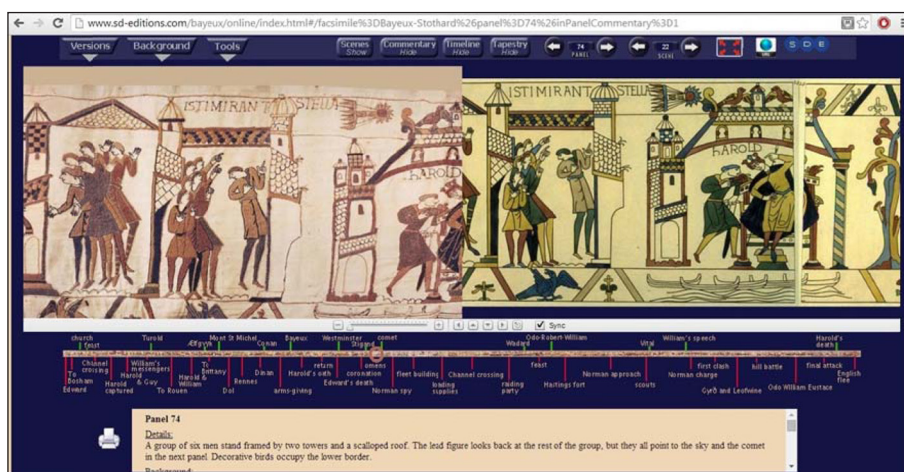 www.sd-editions.com/bayeux/online/index.html#/facsimile%3DBayeux-Stothard%26panel%3D74%26inPanelCommentary%3D1
Versions Background Tools Scenes Show Commentary Hide Timeline Hide Tapestry Hide 74 PANEL 22 SCENE S D E
ISTI MIRANT STELLA
HAROLD
ISTI MIRANT STELLA
HAROLD
Sync
church Turold Mont St Michel Bayeux Westminster comet Odo-Robert-William William's speech Harold's death
feast Ælfgyva Conan Stigand Wadard Vital
Channel crossing William's messengers To Brittany Dinan return omens fleet building Channel crossing feast Norman approach first clash hill battle final attack
To Bosham Harold & Guy Harold & William Rennes Harold's oath coronation loading supplies raiding party Hastings fort Norman charge English flee
Edward Harold captured To Rouen Dol arms-giving Edward's death Norman spy scouts Gyrð and Leofwine Odo William Eustace
Panel 74
Details:
A group of six men stand framed by two towers and a scalloped roof. The lead figure looks back at the rest of the group, but they all point to the sky and the comet
in the next panel. Decorative birds occupy the lower border.
Background: